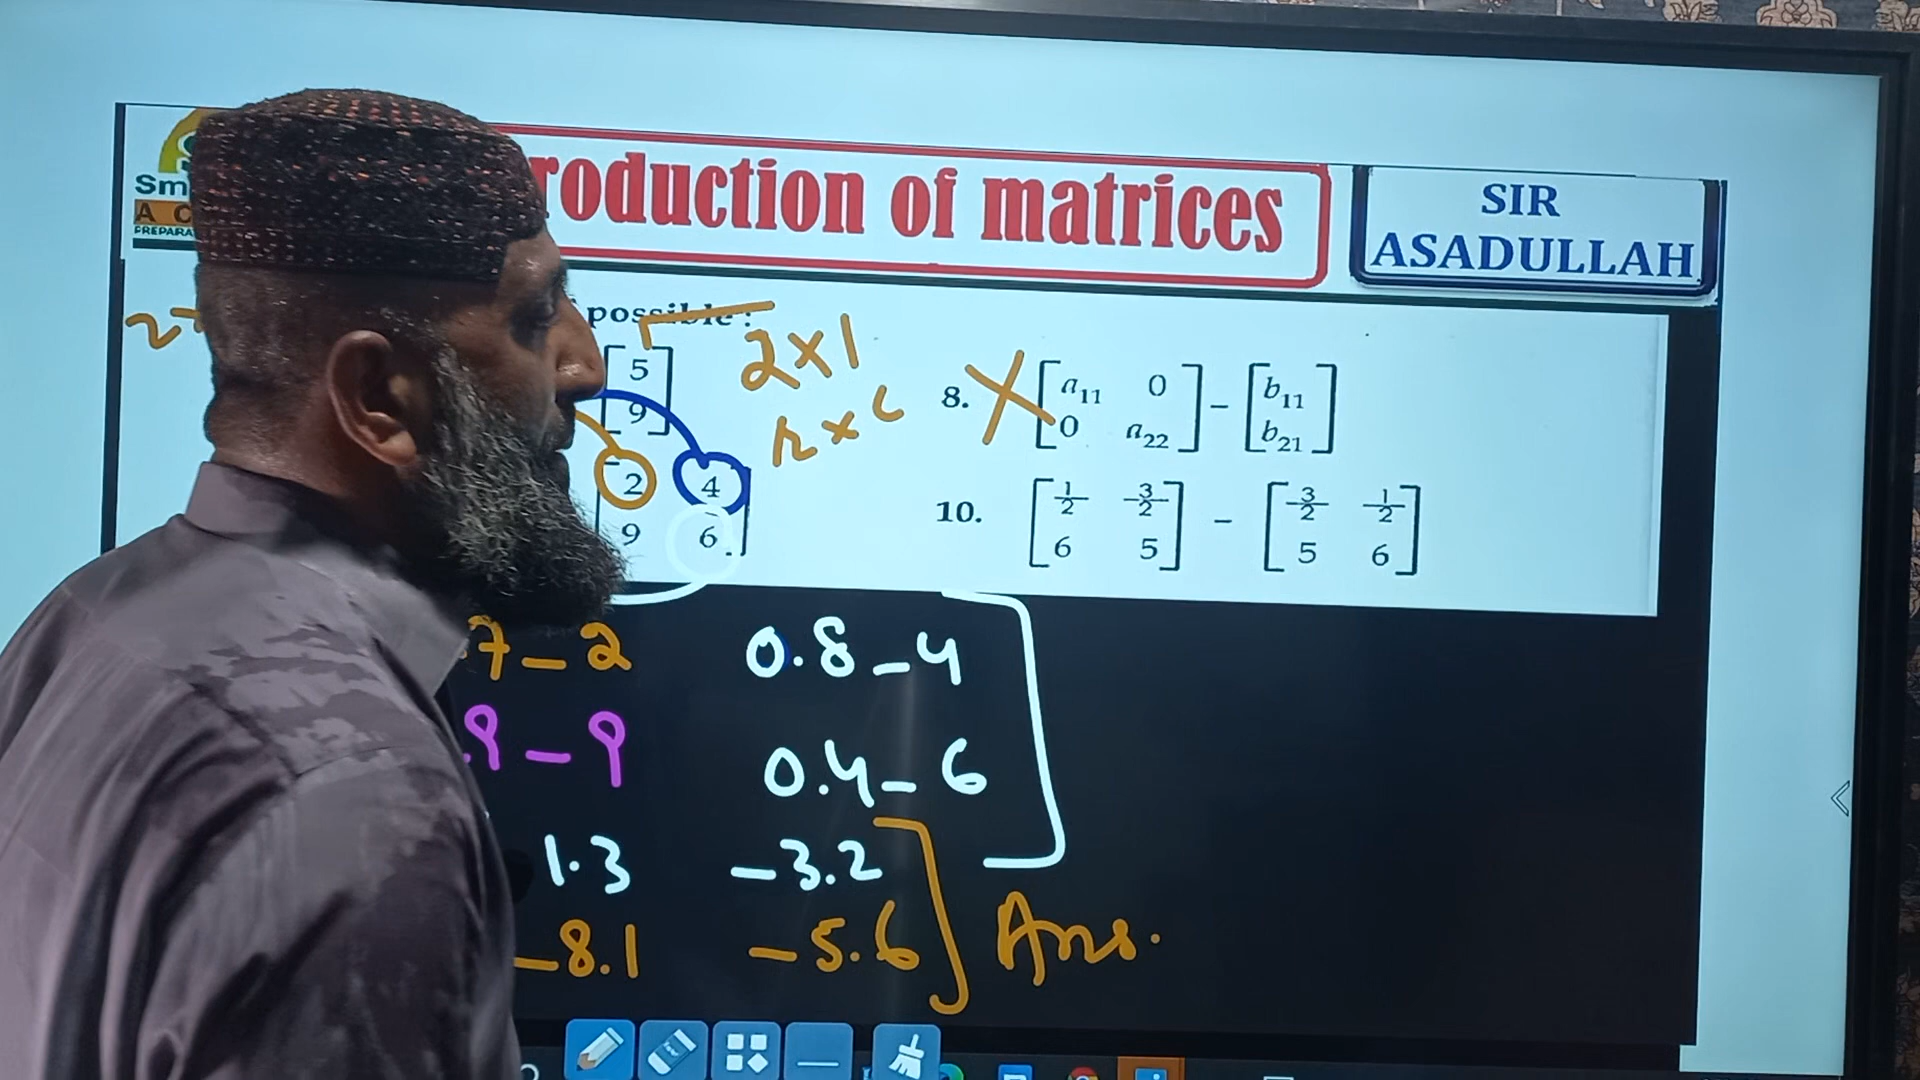 Sm
A C
PREPARA
roduction of matrices
SIR
ASADULLAH
possible :
2×1
r×c
5
9
8. X a11 0 - b11
0 a22 b21
2 4
9 6
10. 1/2 -3/2 - -3/2 -1/2
6 5 5 6
7-2 0.8-4
.9-9 0.4-6
1.3 -3.2
-8.1 -5.6 Ans.